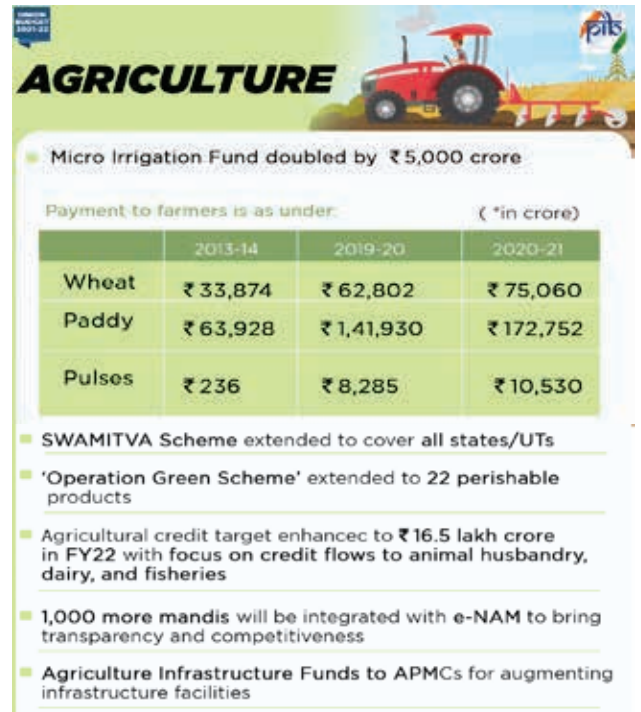 UNION
BUDGET
2021-22
pib
AGRICULTURE
Micro Irrigation Fund doubled by ₹5,000 crore
Payment to farmers is as under: ( *in crore)
2013-14 2019-20 2020-21
Wheat ₹ 33,874 ₹ 62,802 ₹ 75,060
Paddy ₹ 63,928 ₹ 1,41,930 ₹ 172,752
Pulses ₹ 236 ₹ 8,285 ₹ 10,530
SWAMITVA Scheme extended to cover all states/UTs
‘Operation Green Scheme’ extended to 22 perishable
products
Agricultural credit target enhancec to ₹ 16.5 lakh crore
in FY22 with focus on credit flows to animal husbandry,
dairy, and fisheries
1,000 more mandis will be integrated with e-NAM to bring
transparency and competitiveness
Agriculture Infrastructure Funds to APMCs for augmenting
infrastructure facilities